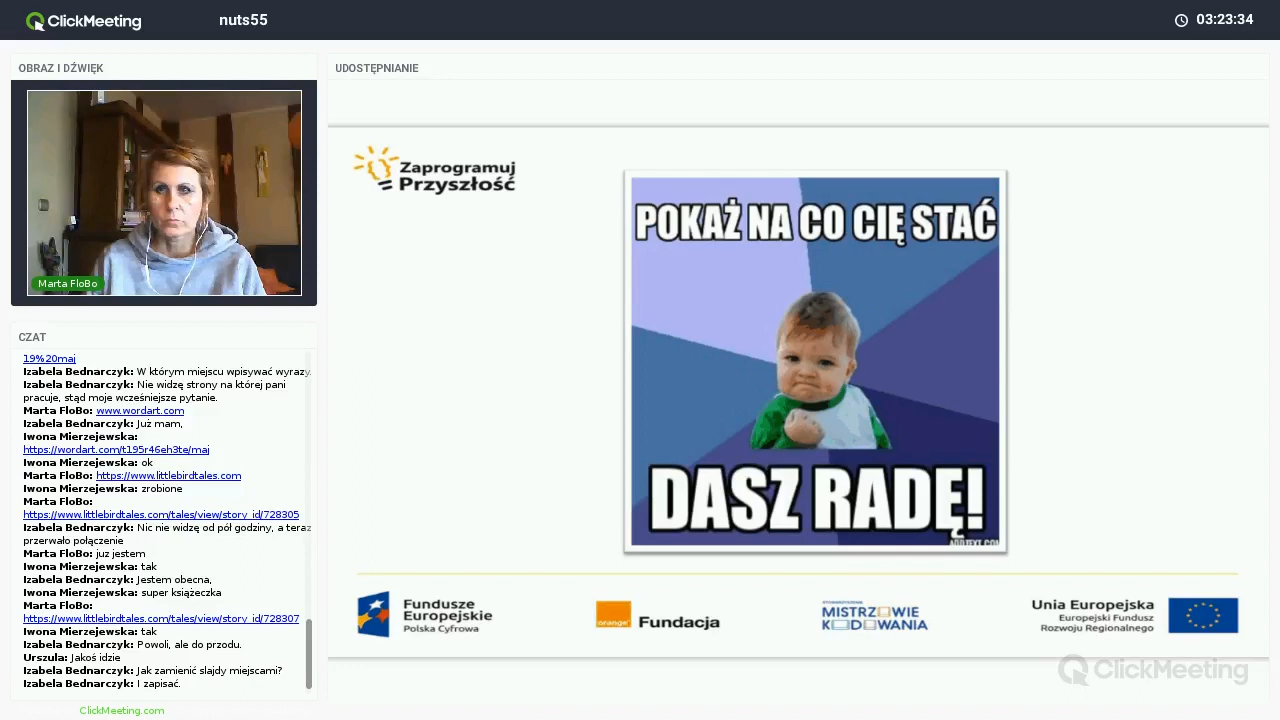 ClickMeeting
nuts55
03:23:34
OBRAZ I DŹWIĘK
Marta FloBo
CZAT
19%20maj
Izabela Bednarczyk: W którym miejscu wpisywać wyrazy.
Izabela Bednarczyk: Nie widzę strony na której pani
pracuje, stąd moje wcześniejsze pytanie.
Marta FloBo: www.wordart.com
Izabela Bednarczyk: Już mam,
Iwona Mierzejewska:
https://wordart.com/t195r46eh3te/maj
Iwona Mierzejewska: ok
Marta FloBo: https://www.littlebirdtales.com
Iwona Mierzejewska: zrobione
Marta FloBo:
https://www.littlebirdtales.com/tales/view/story_id/728305
Izabela Bednarczyk: Nic nie widzę od pół godziny, a teraz
przerwało połączenie
Marta FloBo: juz jestem
Iwona Mierzejewska: tak
Izabela Bednarczyk: Jestem obecna,
Iwona Mierzejewska: super książeczka
Marta FloBo:
https://www.littlebirdtales.com/tales/view/story_id/728307
Iwona Mierzejewska: tak
Izabela Bednarczyk: Powoli, ale do przodu.
Urszula: Jakoś idzie
Izabela Bednarczyk: Jak zamienić slajdy miejscami?
Izabela Bednarczyk: I zapisać.
ClickMeeting.com
UDOSTĘPNIANIE
Zaprogramuj
Przyszłość
POKAŻ NA CO CIĘ STAĆ
DASZ RADĘ!
Fundusze
Europejskie
Polska Cyfrowa
orange
Fundacja
MISTRZOWIE
KODOWANIA
Unia Europejska
Europejski Fundusz
Rozwoju Regionalnego
ClickMeeting